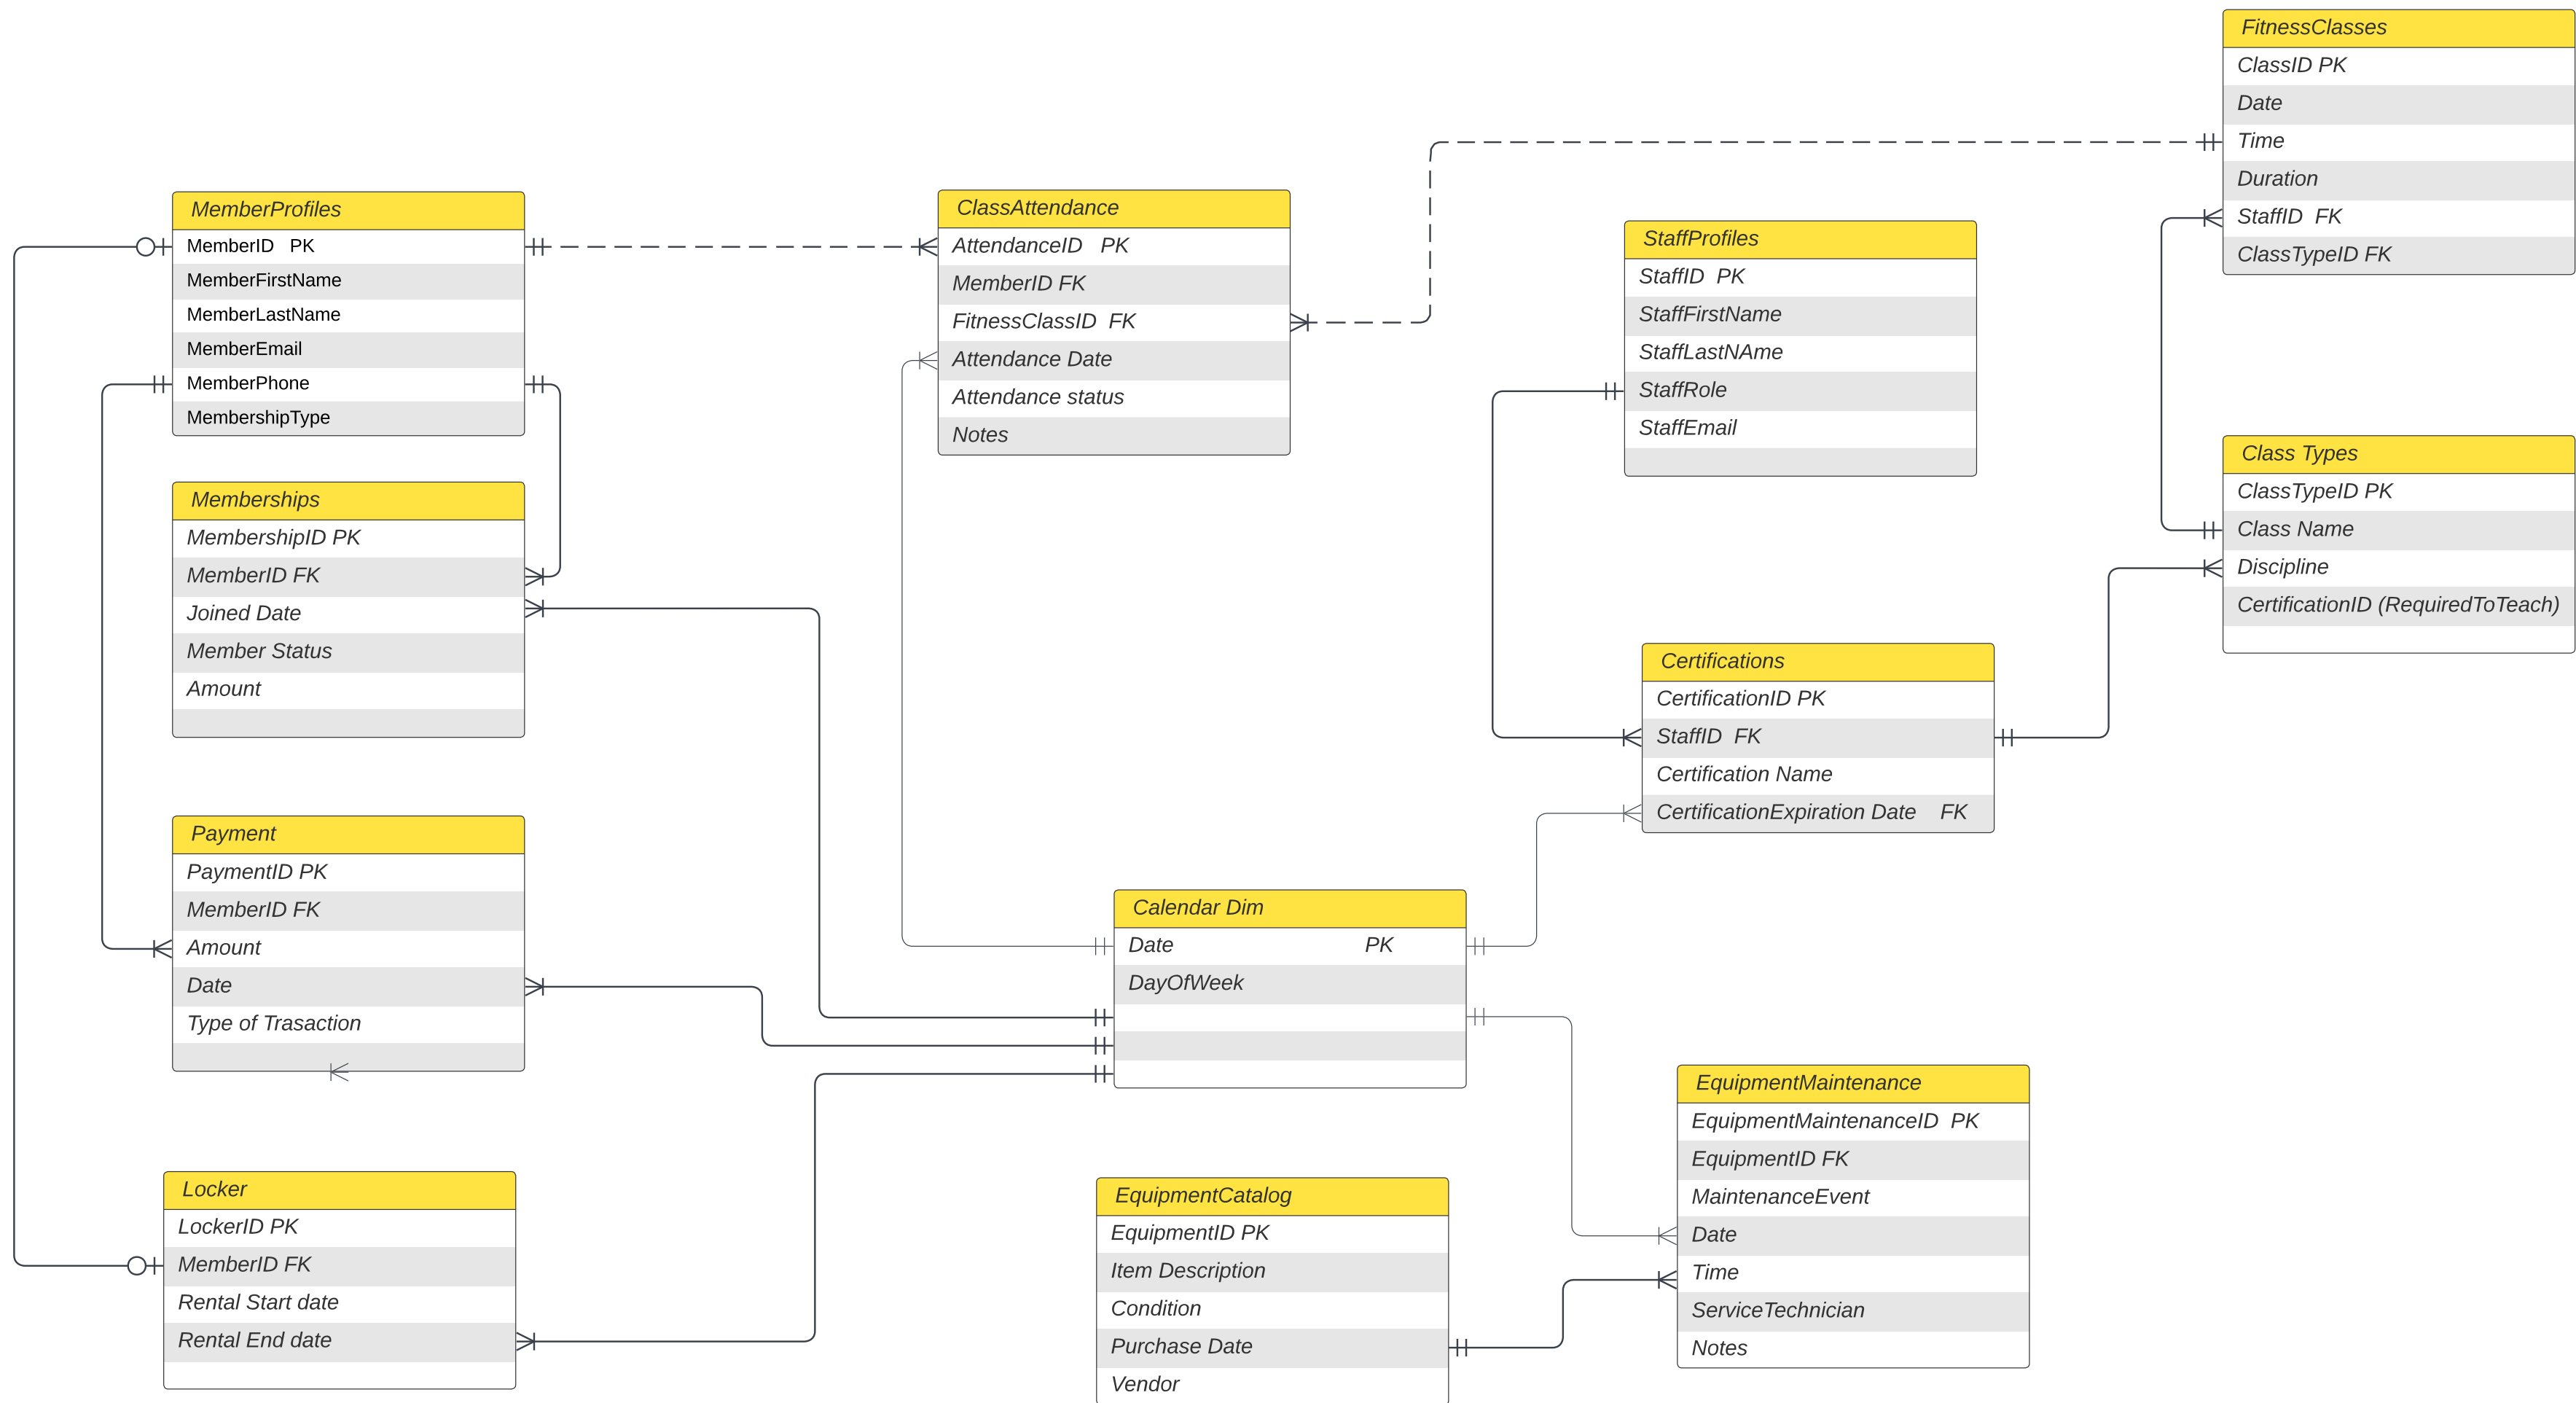 FitnessClasses
ClassID PK
Date
Time
Duration
StaffID FK
ClassTypeID FK
MemberProfiles
MemberID PK
MemberFirstName
MemberLastName
MemberEmail
MemberPhone
MembershipType
ClassAttendance
AttendanceID PK
MemberID FK
FitnessClassID FK
Attendance Date
Attendance status
Notes
StaffProfiles
StaffID PK
StaffFirstName
StaffLastNAme
StaffRole
StaffEmail
Class Types
ClassTypeID PK
Class Name
Discipline
CertificationID (RequiredToTeach)
Memberships
MembershipID PK
MemberID FK
Joined Date
Member Status
Amount
Certifications
CertificationID PK
StaffID FK
Certification Name
CertificationExpiration Date FK
Payment
PaymentID PK
MemberID FK
Amount
Date
Type of Trasaction
Calendar Dim
Date PK
DayOfWeek
EquipmentMaintenance
EquipmentMaintenanceID PK
EquipmentID FK
MaintenanceEvent
Date
Time
ServiceTechnician
Notes
Locker
LockerID PK
MemberID FK
Rental Start date
Rental End date
EquipmentCatalog
EquipmentID PK
Item Description
Condition
Purchase Date
Vendor